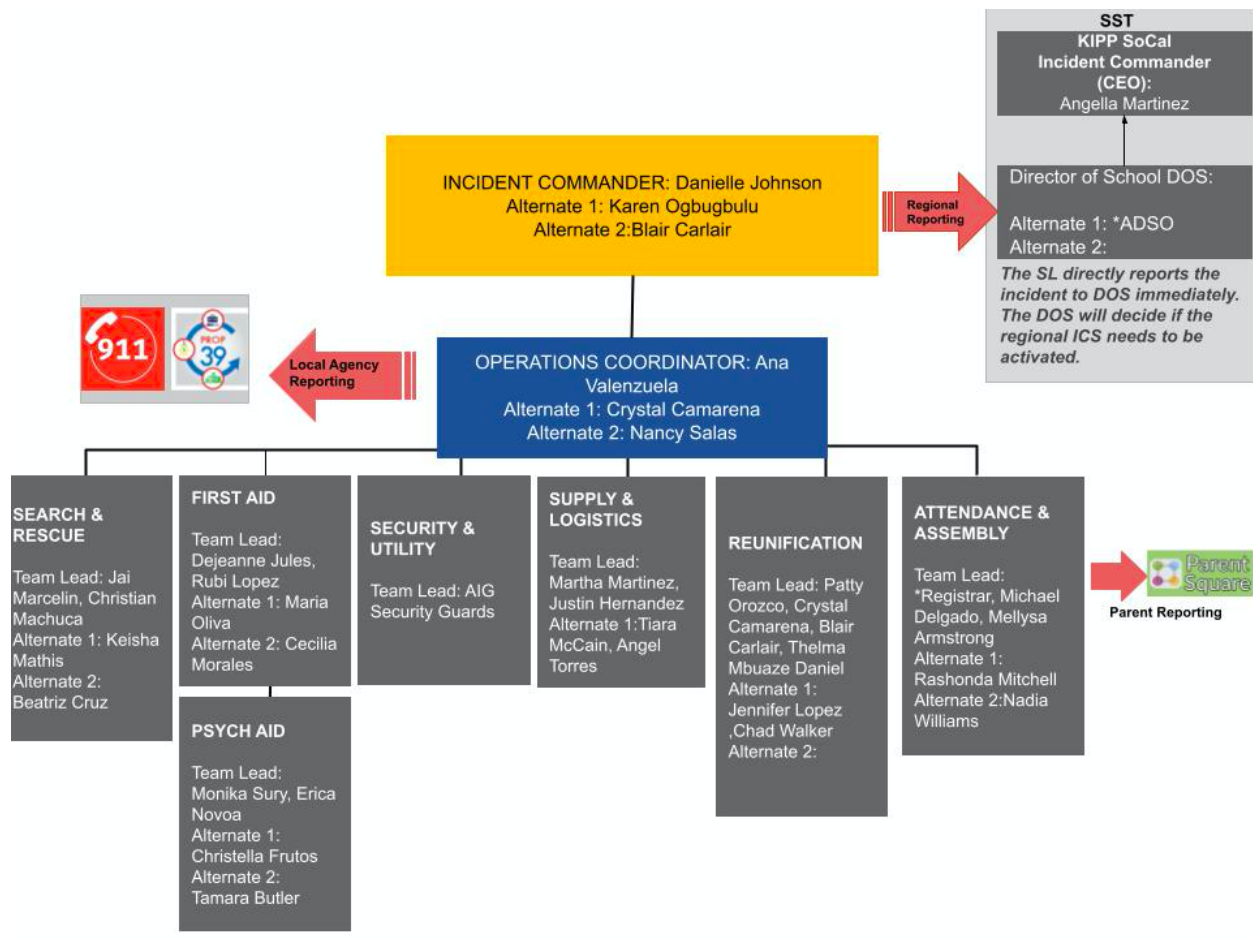 SST
KIPP SoCal
Incident Commander
(CEO):
Angella Martinez
INCIDENT COMMANDER: Danielle Johnson
Alternate 1: Karen Ogbugbulu
Alternate 2:Blair Carlair
Regional
Reporting
Director of School DOS:
Alternate 1: *ADSO
Alternate 2:
The SL directly reports the
incident to DOS immediately.
The DOS will decide if the
regional ICS needs to be
activated.
911
PROP
39
Local Agency
Reporting
OPERATIONS COORDINATOR: Ana
Valenzuela
Alternate 1: Crystal Camarena
Alternate 2: Nancy Salas
SEARCH &
RESCUE
Team Lead: Jai
Marcelin, Christian
Machuca
Alternate 1: Keisha
Mathis
Alternate 2:
Beatriz Cruz
FIRST AID
Team Lead:
Dejeanne Jules,
Rubi Lopez
Alternate 1: Maria
Oliva
Alternate 2: Cecilia
Morales
PSYCH AID
Team Lead:
Monika Sury, Erica
Novoa
Alternate 1:
Christella Frutos
Alternate 2:
Tamara Butler
SECURITY &
UTILITY
Team Lead: AIG
Security Guards
SUPPLY &
LOGISTICS
Team Lead:
Martha Martinez,
Justin Hernandez
Alternate 1:Tiara
McCain, Angel
Torres
REUNIFICATION
Team Lead: Patty
Orozco, Crystal
Camarena, Blair
Carlair, Thelma
Mbuaze Daniel
Alternate 1:
Jennifer Lopez
,Chad Walker
Alternate 2:
ATTENDANCE &
ASSEMBLY
Team Lead:
*Registrar, Michael
Delgado, Mellysa
Armstrong
Alternate 1:
Rashonda Mitchell
Alternate 2:Nadia
Williams
Parent
Square
Parent Reporting